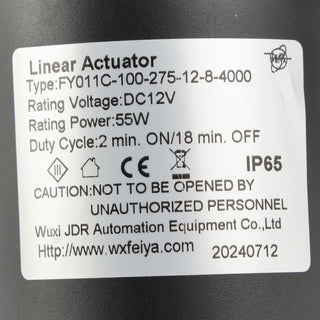 Linear Actuator
Type:FY011C-100-275-12-8-4000
Rating Voltage:DC12V
Rating Power:55W
Duty Cycle:2 min. ON/18 min. OFF
IP65
CAUTION:NOT TO BE OPENED BY
UNAUTHORIZED PERSONNEL
Wuxi JDR Automation Equipment Co.,Ltd
Http://www.wxfeiya.com 20240712